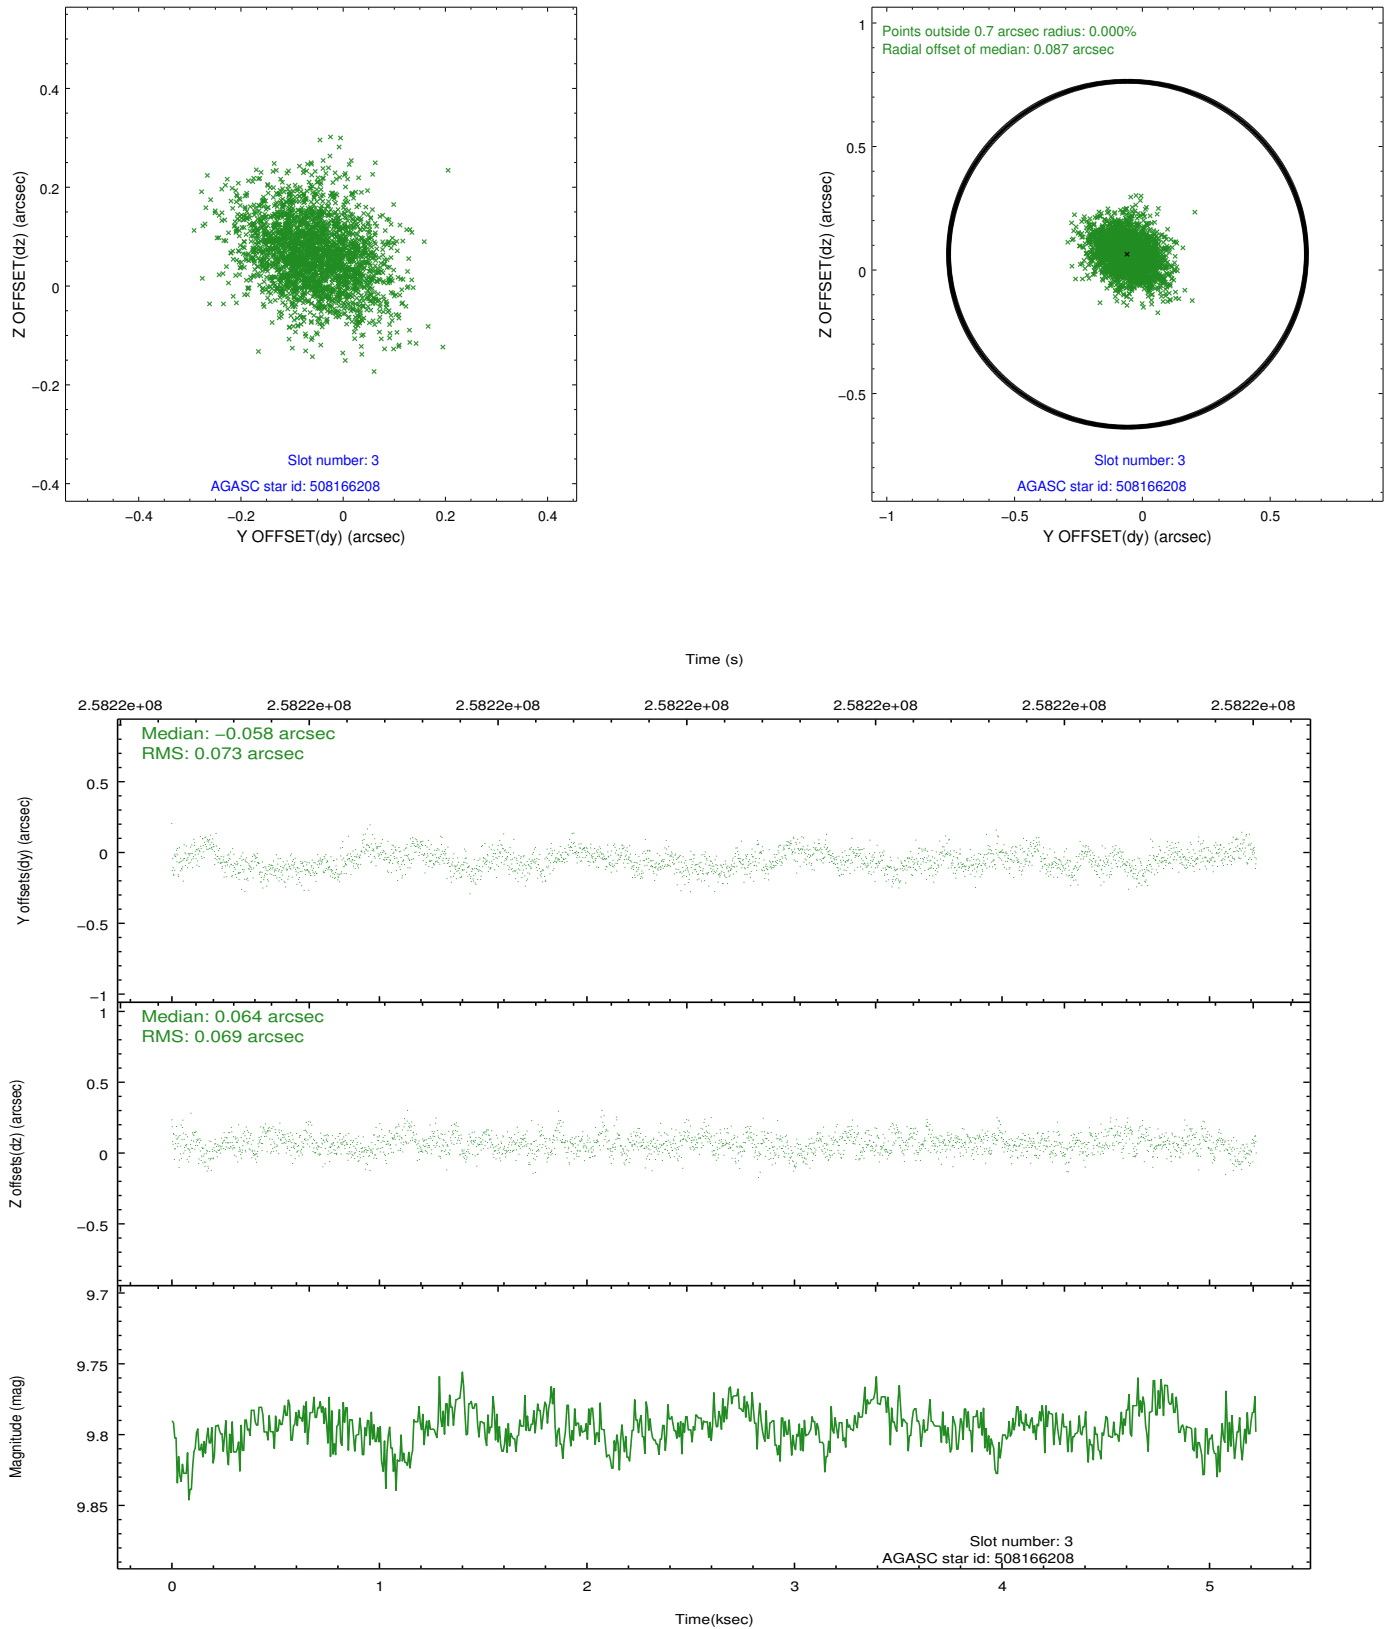 0.4
0.2
0
−0.2
−0.4
Z OFFSET(dz) (arcsec)
Slot number: 3
AGASC star id: 508166208
−0.4 −0.2 0 0.2 0.4
Y OFFSET(dy) (arcsec)
Points outside 0.7 arcsec radius: 0.000%
Radial offset of median: 0.087 arcsec
1
0.5
0
−0.5
Z OFFSET(dz) (arcsec)
Slot number: 3
AGASC star id: 508166208
−1 −0.5 0 0.5
Y OFFSET(dy) (arcsec)
Time (s)
2.5822e+08 2.5822e+08 2.5822e+08 2.5822e+08 2.5822e+08 2.5822e+08 2.5822e+08
Median: −0.058 arcsec
RMS: 0.073 arcsec
0.5
0
−0.5
−1
Y offsets(dy) (arcsec)
Median: 0.064 arcsec
RMS: 0.069 arcsec
1
0.5
0
−0.5
Z offsets(dz) (arcsec)
9.7
9.75
9.8
9.85
Magnitude (mag)
Slot number: 3
AGASC star id: 508166208
0 1 2 3 4 5
Time(ksec)